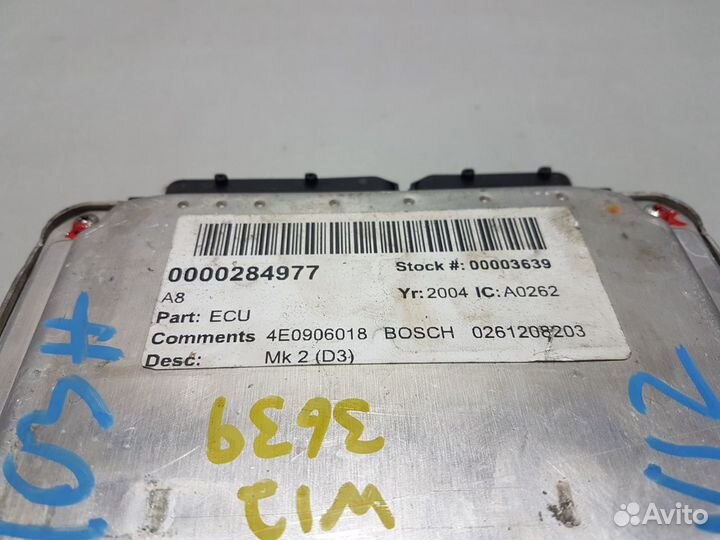 0000284977
Stock #: 00003639
A8
Yr: 2004 IC: A0262
Part: ECU
Comments 4E0906018 BOSCH 0261208203
Desc: Mk 2 (D3)
3639
W12
Avito